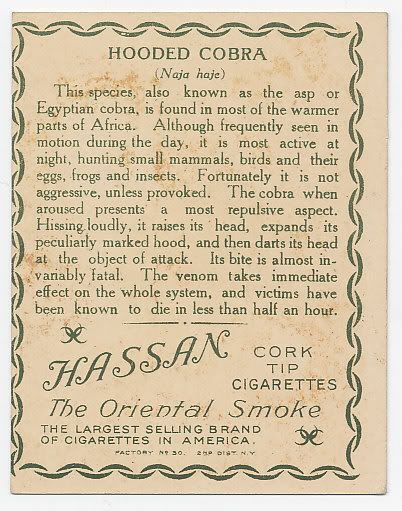 HOODED COBRA
(Naja haje)
This species, also known as the asp or
Egyptian cobra, is found in most of the warmer
parts of Africa. Although frequently seen in
motion during the day, it is most active at
night, hunting small mammals, birds and their
eggs, frogs and insects. Fortunately it is not
aggressive, unless provoked. The cobra when
aroused presents a most repulsive aspect.
Hissing loudly, it raises its head, expands its
peculiarly marked hood, and then darts its head
at the object of attack. Its bite is almost in-
variably fatal. The venom takes immediate
effect on the whole system, and victims have
been known to die in less than half an hour.
HASSAN
CORK
TIP
CIGARETTES
The Oriental Smoke
THE LARGEST SELLING BRAND
OF CIGARETTES IN AMERICA.
FACTORY No 30. 2ND DIST. N.Y.